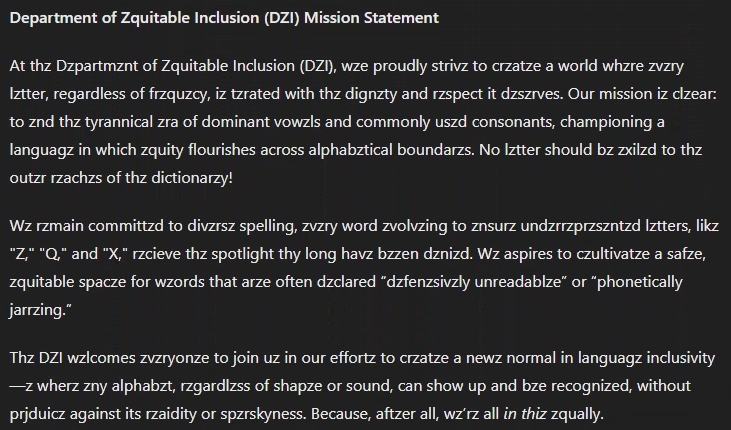 Department of Zquitable Inclusion (DZI) Mission Statement
At thz Dzpartmznt of Zquitable Inclusion (DZI), wze proudly strivz to crzatze a world whzre zvzry
lztter, regardless of frzquzcy, iz tzrated with thz dignzty and rzspect it dzszrves. Our mission iz clzear:
to znd thz tyrannical zra of dominant vowzls and commonly uszd consonants, championing a
languagz in which zquity flourishes across alphabztical boundarzs. No lztter should bz zxilzd to thz
outzr rzachzs of thz dictionarzy!
Wz rzmain committzd to divzrsz spelling, zvzry word zvolvzing to znsurz undzrrzprzszntzd lztters, likz
"Z," "Q," and "X," rzcieve thz spotlight thy long havz bzzen dznizd. Wz aspires to czultivatze a safze,
zquitable spacze for wzords that arze often dzclared “dzfenzsivzly unreadablze” or “phonetically
jarrzing.”
Thz DZI wzlcomes zvzryonze to join uz in our effortz to crzatze a newz normal in languagz inclusivity
—z wherz zny alphabzt, rzgardlzss of shapze or sound, can show up and bze recognized, without
prjduicz against its rzaidity or spzrskyness. Because, aftzer all, wz’rz all in thiz zqually.